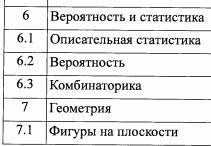 6 Вероятность и статистика
6.1 Описательная статистика
6.2 Вероятность
6.3 Комбинаторика
7 Геометрия
7.1 Фигуры на плоскости